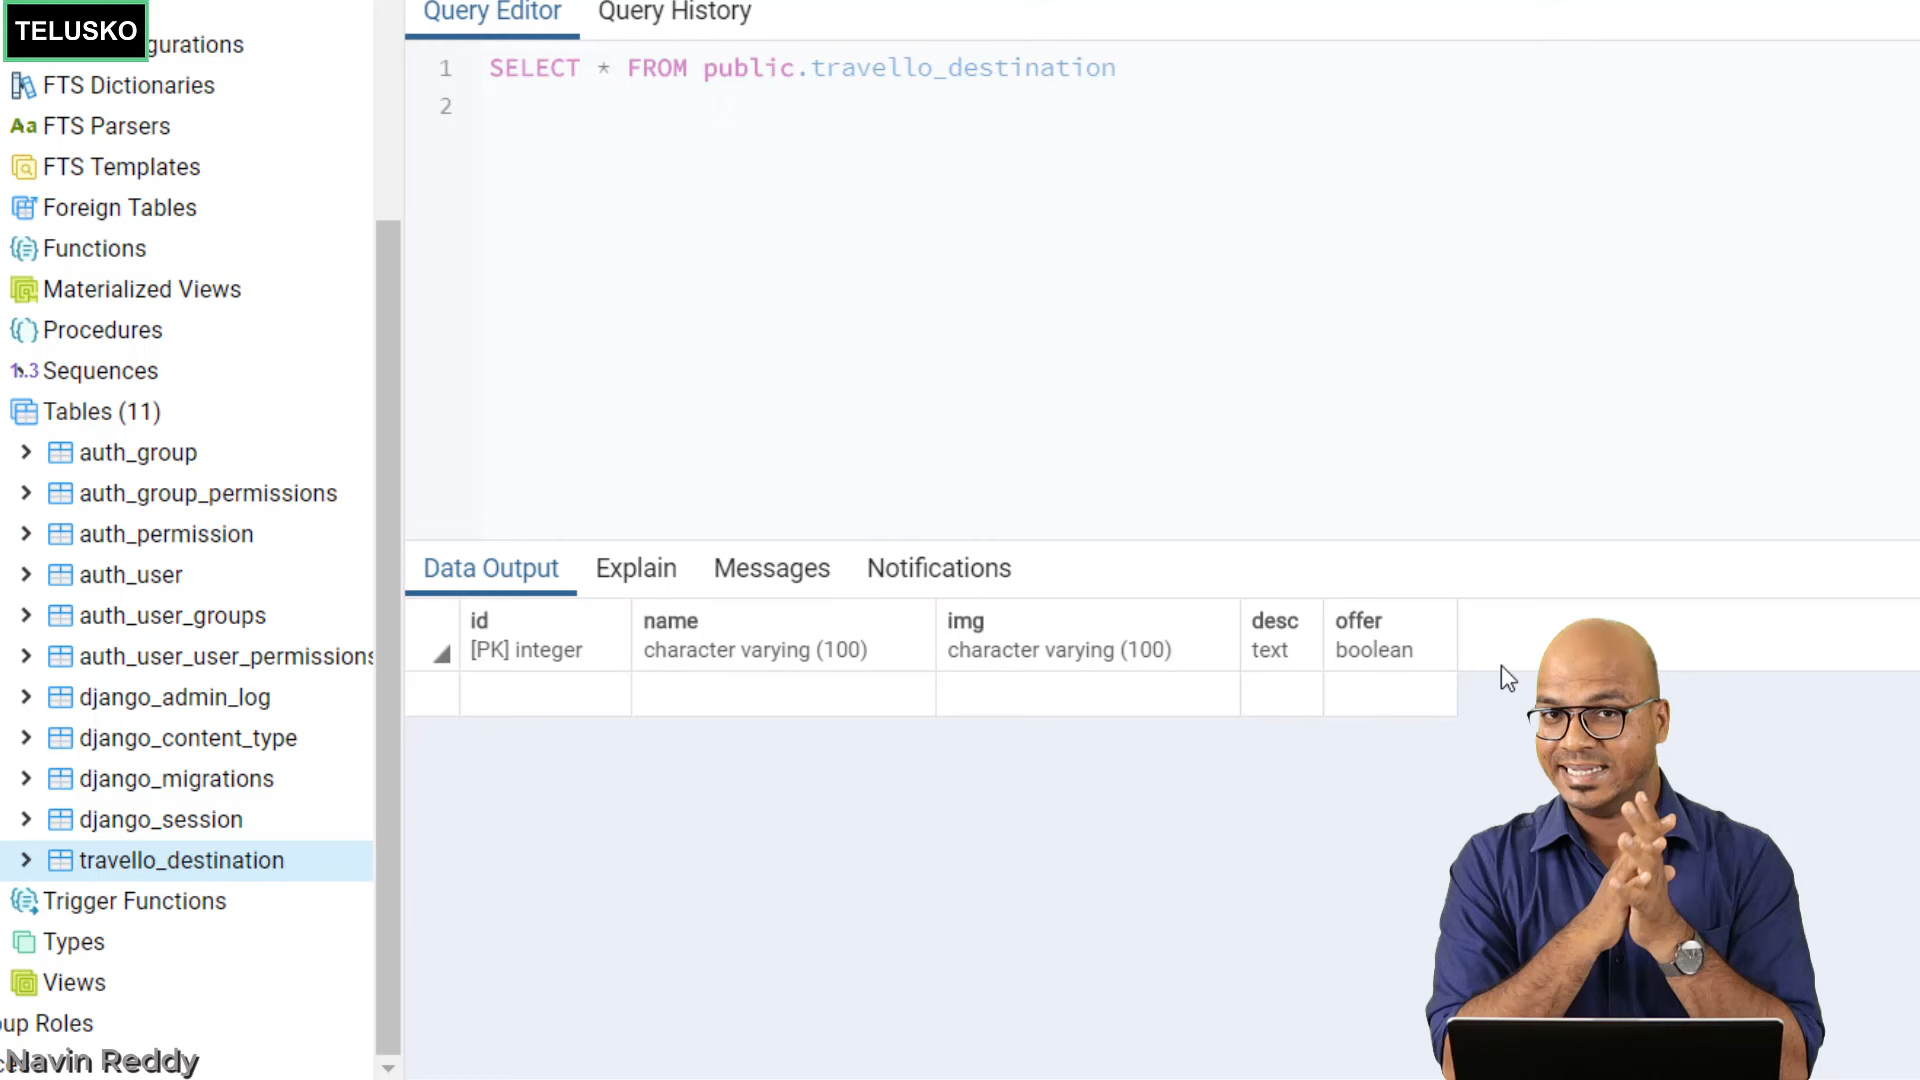 TELUSKO
gurations
FTS Dictionaries
Aa FTS Parsers
FTS Templates
Foreign Tables
Functions
Materialized Views
Procedures
1..3 Sequences
Tables (11)
auth_group
auth_group_permissions
auth_permission
auth_user
auth_user_groups
auth_user_user_permissions
django_admin_log
django_content_type
django_migrations
django_session
travello_destination
Trigger Functions
Types
Views
oup Roles
Navin Reddy
Query Editor Query History
1 SELECT * FROM public.travello_destination
2
Data Output Explain Messages Notifications
id name img desc offer
[PK] integer character varying (100) character varying (100) text boolean